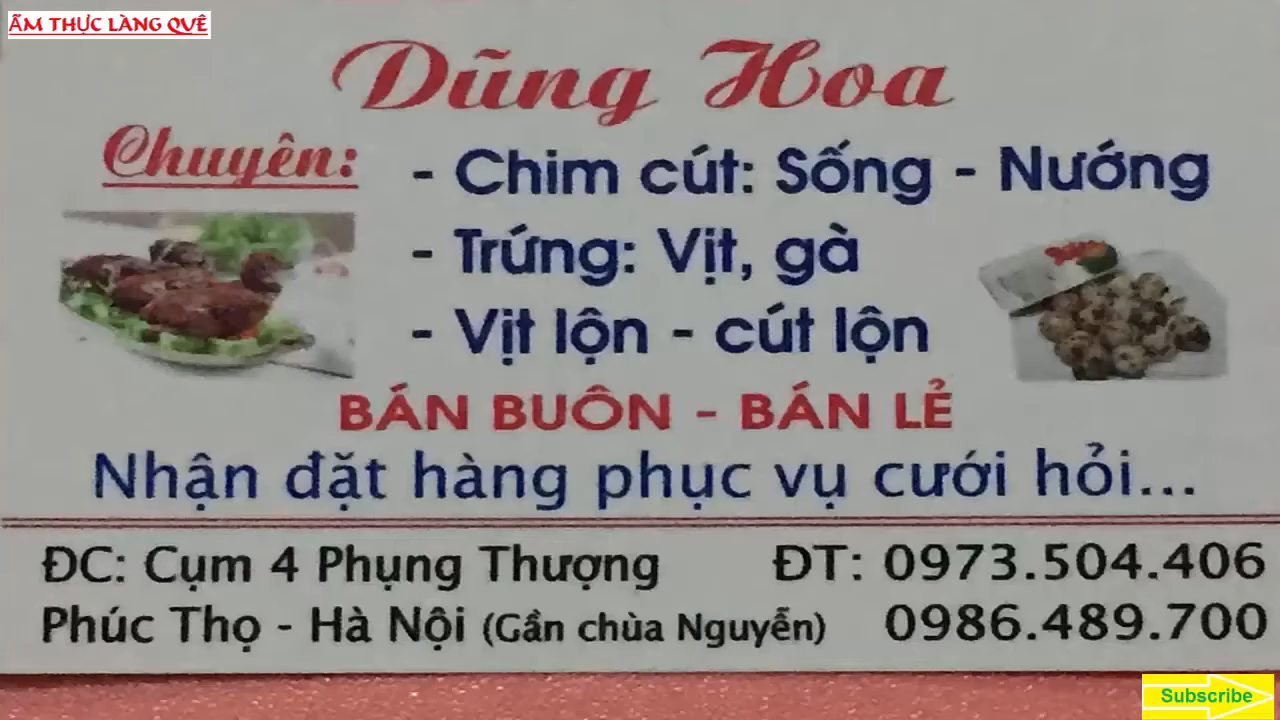 ẨM THỰC LÀNG QUÊ
Dũng Hoa
Chuyên:
- Chim cút: Sống - Nướng
- Trứng: Vịt, gà
- Vịt lộn - cút lộn
BÁN BUÔN - BÁN LẺ
Nhận đặt hàng phục vụ cưới hỏi...
ĐC: Cụm 4 Phụng Thượng
Phúc Thọ - Hà Nội (Gần chùa Nguyễn)
ĐT: 0973.504.406
0986.489.700
Subscribe